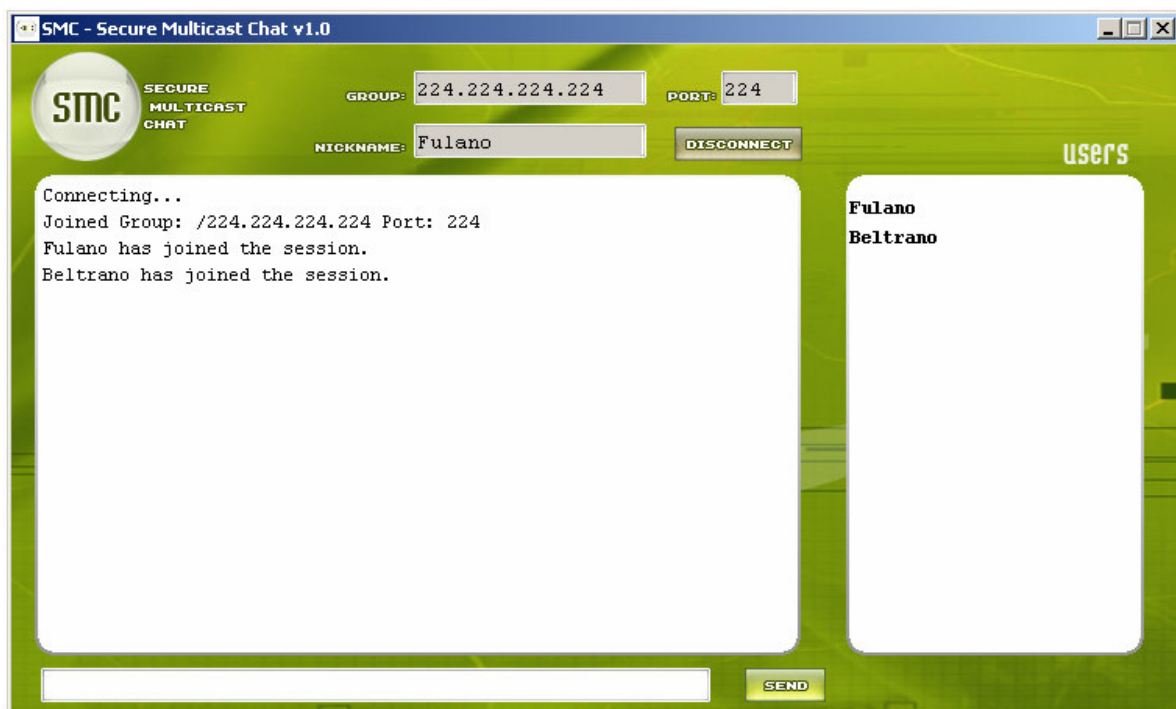 SMC - Secure Multicast Chat v1.0
SMC
SECURE
MULTICAST
CHAT
GROUP: 224.224.224.224 PORT: 224
NICKNAME: Fulano DISCONNECT
users
Connecting...
Joined Group: /224.224.224.224 Port: 224
Fulano has joined the session.
Beltrano has joined the session.
Fulano
Beltrano
SEND